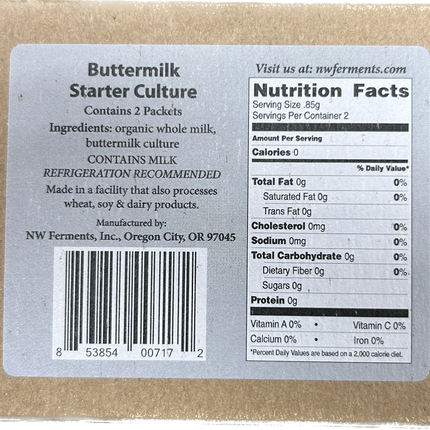 Buttermilk
Starter Culture
Contains 2 Packets
Ingredients: organic whole milk,
buttermilk culture
CONTAINS MILK
REFRIGERATION RECOMMENDED
Made in a facility that also processes
wheat, soy & dairy products.
Manufactured by:
NW Ferments, Inc., Oregon City, OR 97045
8 53854 00717 2
Visit us at: nwferments.com
Nutrition Facts
Serving Size .85g
Servings Per Container 2
Amount Per Serving
Calories 0
% Daily Value*
Total Fat 0g 0%
Saturated Fat 0g 0%
Trans Fat 0g
Cholesterol 0mg 0%
Sodium 0mg 0%
Total Carbohydrate 0g 0%
Dietary Fiber 0g 0%
Sugars 0g
Protein 0g
Vitamin A 0% • Vitamin C 0%
Calcium 0% • Iron 0%
*Percent Daily Values are based on a 2,000 calorie diet.